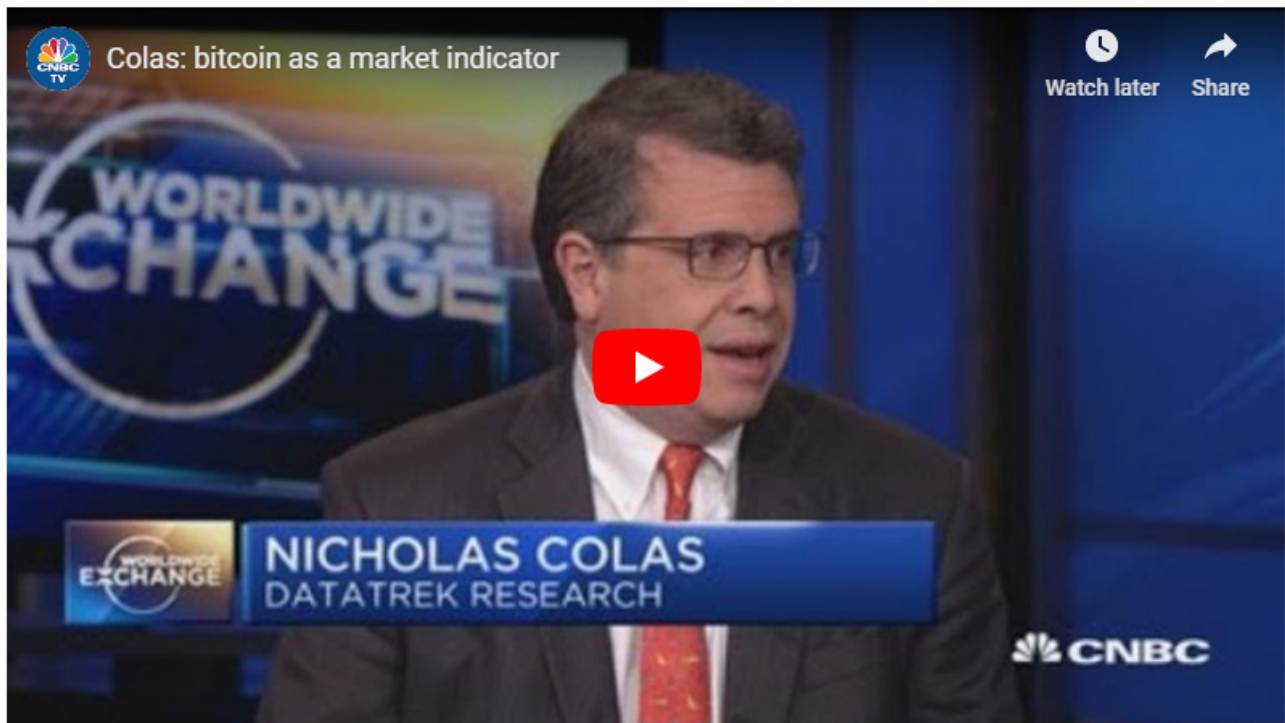 Colas: bitcoin as a market indicator
Watch later
Share
CNBC
TV
WORLDWIDE
EXCHANGE
WORLDWIDE
EXCHANGE
NICHOLAS COLAS
DATATREK RESEARCH
CNBC